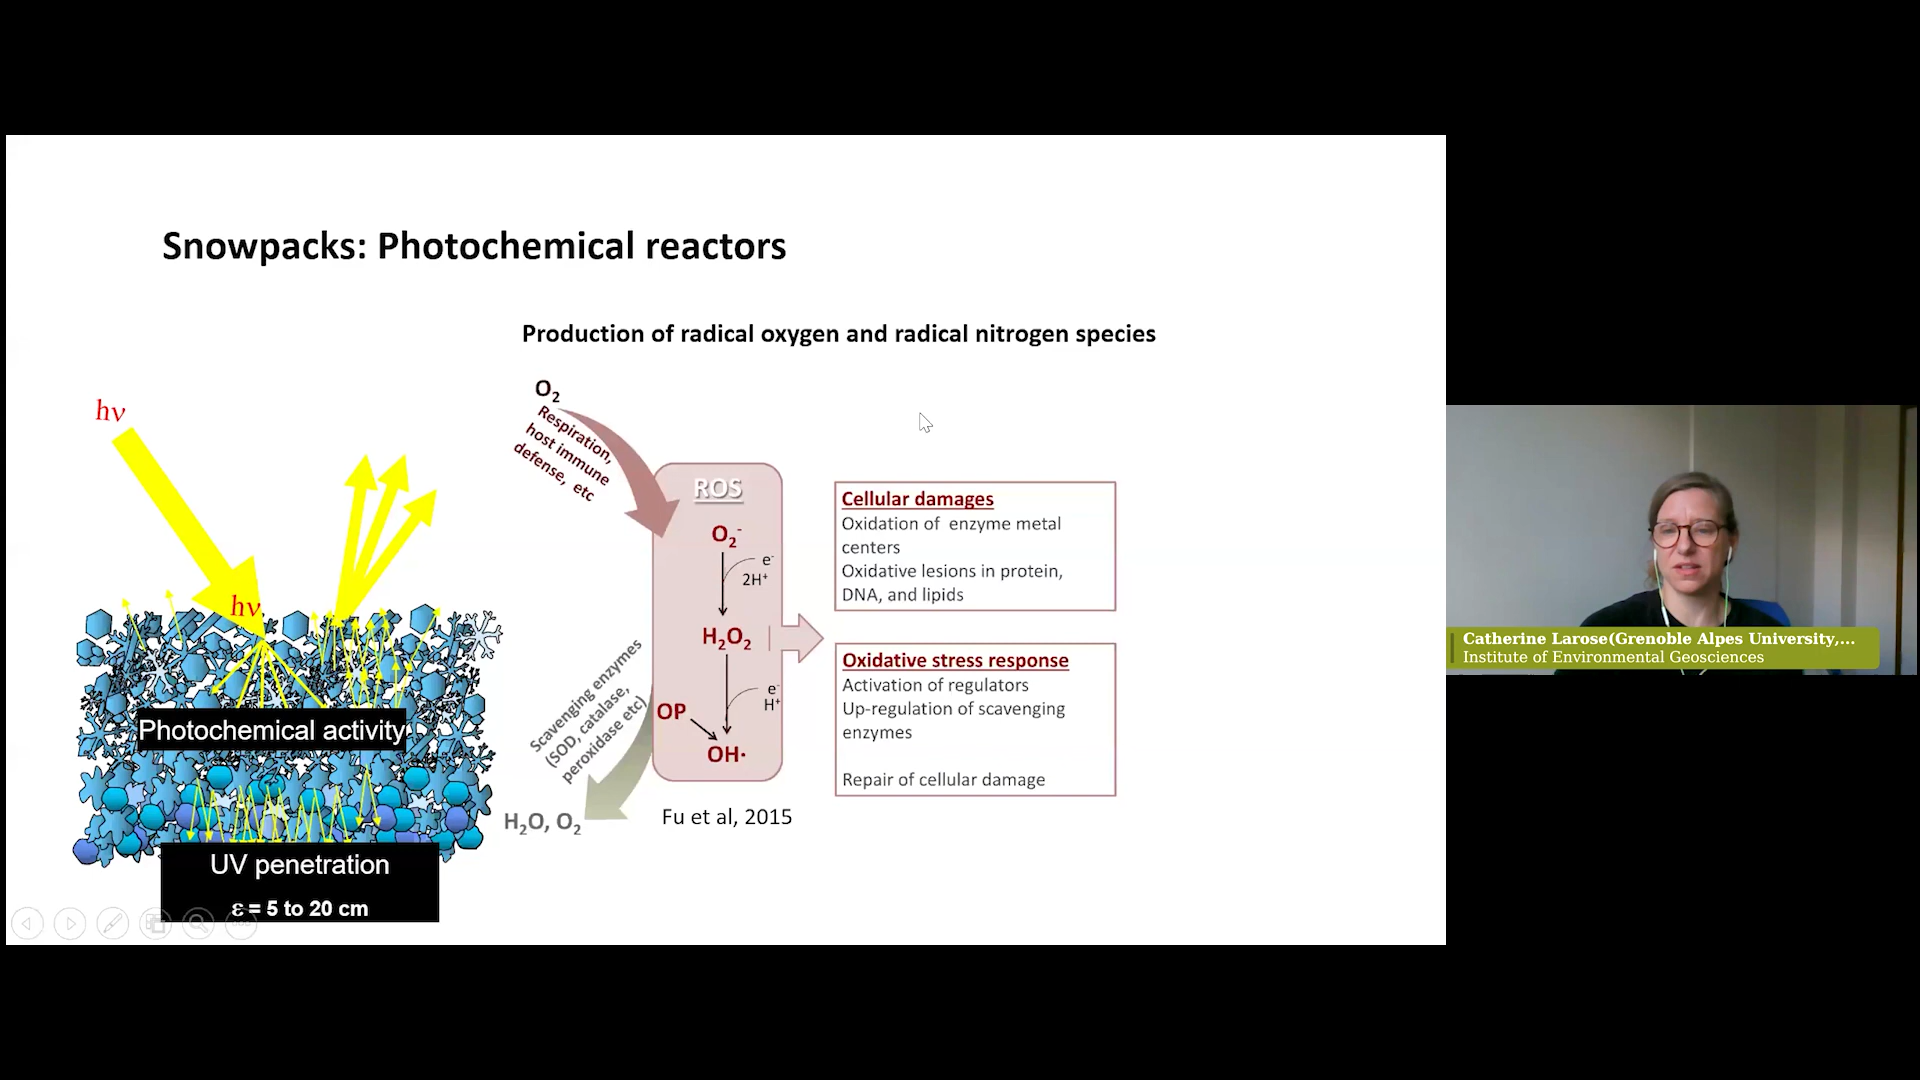 Snowpacks: Photochemical reactors
Production of radical oxygen and radical nitrogen species
hν
hν
Photochemical activity
UV penetration
ε = 5 to 20 cm
O₂
Respiration,
host immune
defense, etc
ROS
O₂⁻
e⁻
2H⁺
H₂O₂
e⁻
H⁺
OP
OH·
Scavenging enzymes
(SOD, catalase,
peroxidase etc)
H₂O, O₂
Fu et al, 2015
Cellular damages
Oxidation of enzyme metal
centers
Oxidative lesions in protein,
DNA, and lipids
Oxidative stress response
Activation of regulators
Up-regulation of scavenging
enzymes
Repair of cellular damage
Catherine Larose(Grenoble Alpes University,...
Institute of Environmental Geosciences